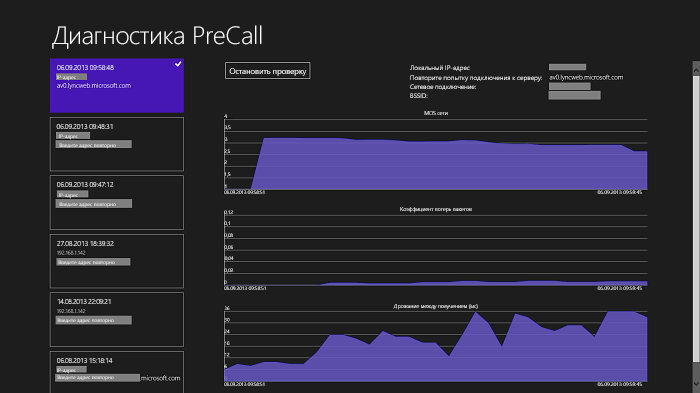 Диагностика PreCall
06.09.2013 09:58:48
IP-адрес
av0.lyncweb.microsoft.com
06.09.2013 09:48:31
IP-адрес
Введите адрес повторно
06.09.2013 09:47:12
IP-адрес
Введите адрес повторно
27.08.2013 18:39:32
192.168.1.142
Введите адрес повторно
14.08.2013 22:09:21
192.168.1.142
Введите адрес повторно
06.08.2013 15:18:14
IP-адрес
Введите адрес повторно .microsoft.com
Остановить проверку
Локальный IP-адрес
Повторите попытку подключения к серверу: av0.lyncweb.microsoft.com
Сетевое подключение:
BSSID:
MOS сети
4
3,5
3
2,5
2
1,5
1
06.09.2013 09:58:51 06.09.2013 09:59:45
Коэффициент потерь пакетов
0,12
0,1
0,08
0,06
0,04
0,02
0
06.09.2013 09:58:51 06.09.2013 09:59:45
Дрожание между получением (мс)
36
30
24
18
12
6
06.09.2013 09:58:51 06.09.2013 09:59:45